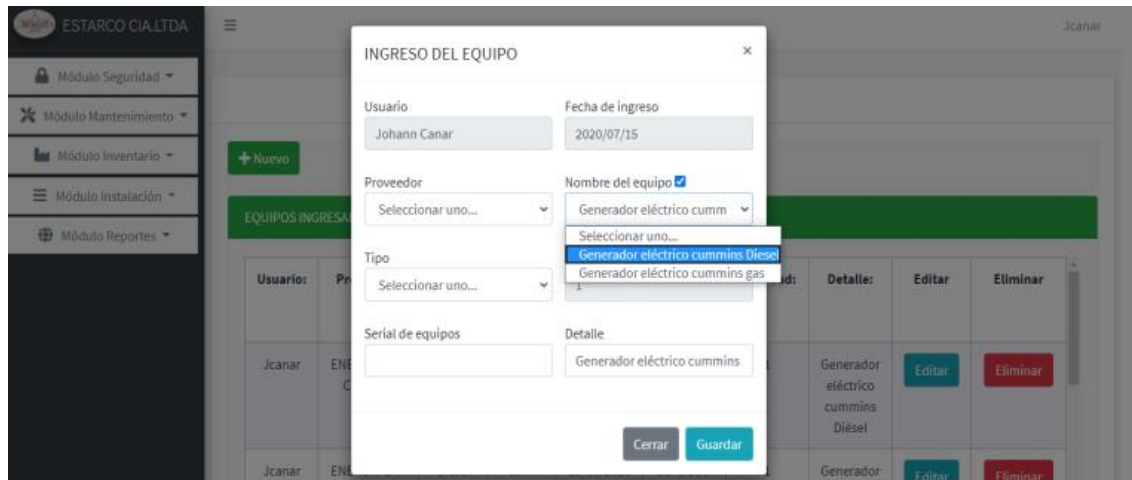 ESTARCO CIA.LTDA
Jcanar
Módulo Seguridad
Módulo Mantenimiento
Módulo Inventario
Módulo Instalación
Módulo Reportes
+ Nuevo
EQUIPOS INGRESA
INGRESO DEL EQUIPO
×
Usuario
Fecha de ingreso
Johann Canar
2020/07/15
Proveedor
Nombre del equipo
Seleccionar uno...
Generador eléctrico cumm
Seleccionar uno...
Generador eléctrico cummins Diesel
Generador eléctrico cummins gas
Tipo
Seleccionar uno...
1
Serial de equipos
Detalle
Generador eléctrico cummins
Cerrar
Guardar
Usuario:
Pr
ud:
Detalle:
Editar
Eliminar
Jcanar
ENE
C
Generador
eléctrico
cummins
Diésel
Editar
Eliminar
Jcanar
ENE
Generador
Editar
Eliminar